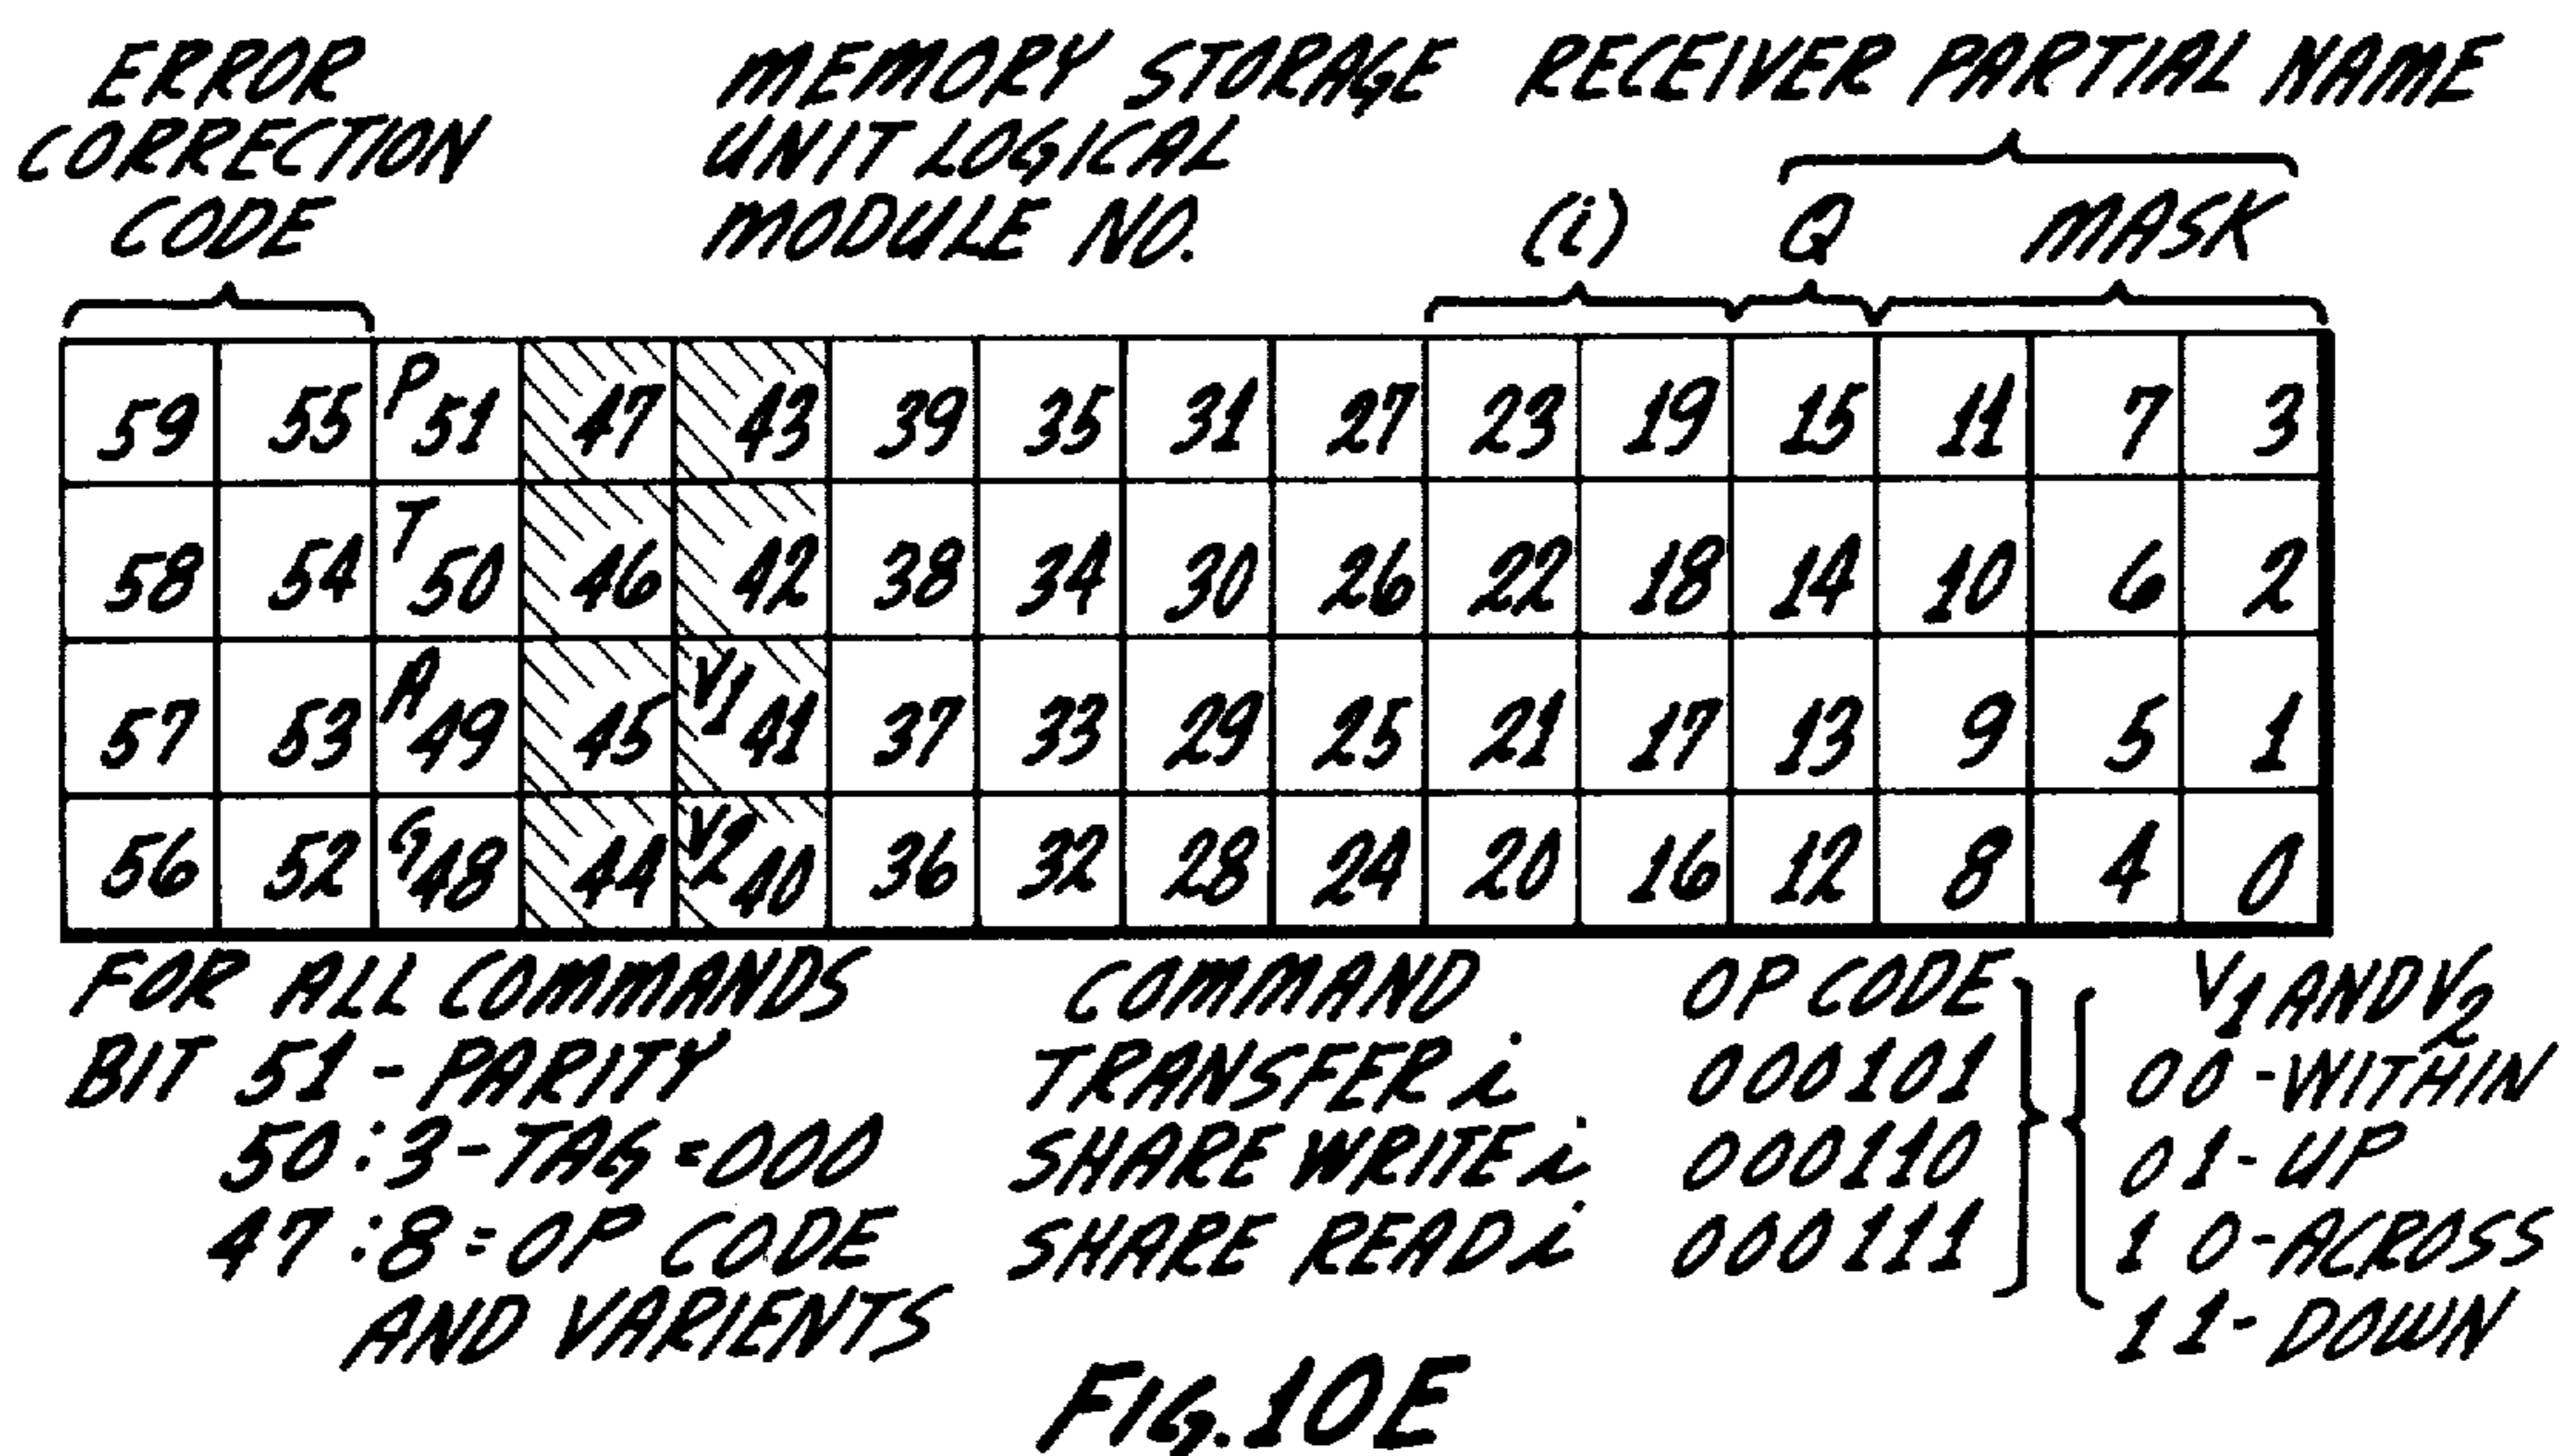 ERROR CORRECTION CODE
MEMORY STORAGE UNIT LOGICAL MODULE NO.
RECEIVER PARTIAL NAME
(i) Q MASK
59 55 P 51 47 43 39 35 31 27 23 19 15 11 7 3
58 54 T 50 46 42 38 34 30 26 22 18 14 10 6 2
57 53 A 49 45 V1 41 37 33 29 25 21 17 13 9 5 1
56 52 G 48 44 V2 40 36 32 28 24 20 16 12 8 4 0
FOR ALL COMMANDS
BIT 51 - PARITY
50:3 - TAG = 000
47:8 = OP CODE
AND VARIENTS
COMMAND OP CODE
TRANSFER i 000101
SHARE WRITE i 000110
SHARE READ i 000111
V1 AND V2
00 - WITHIN
01 - UP
10 - ACROSS
11 - DOWN
FIG. 10E